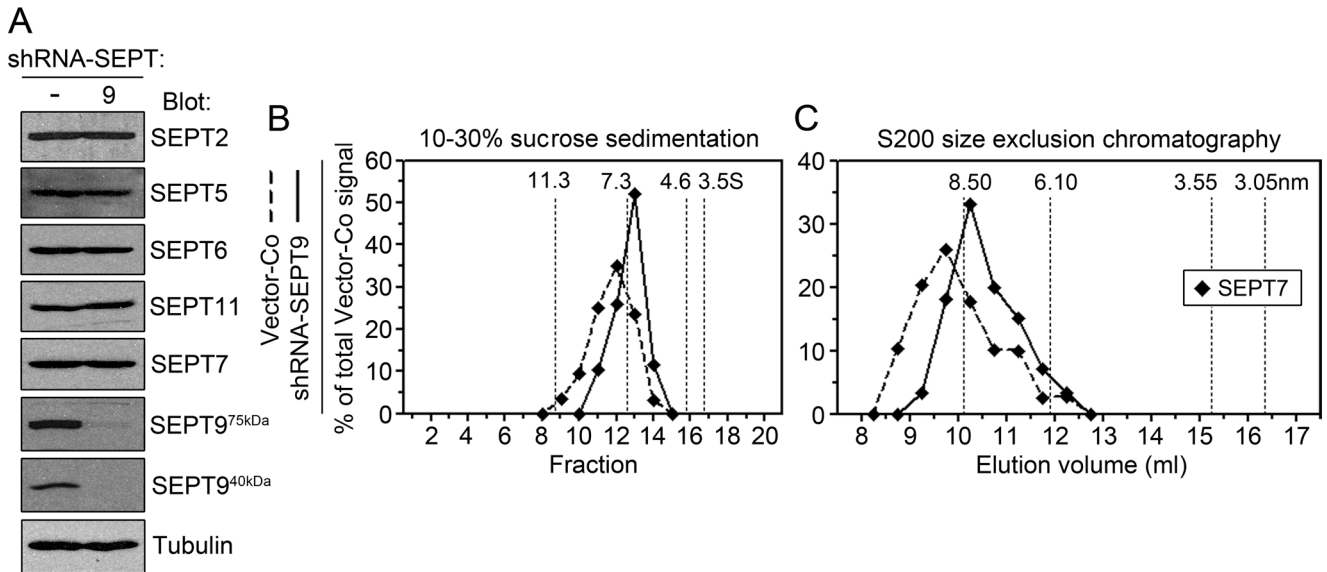 A
shRNA-SEPT:
- 9 Blot:
SEPT2
SEPT5
SEPT6
SEPT11
SEPT7
SEPT9 75kDa
SEPT9 40kDa
Tubulin
B
Vector-Co
shRNA-SEPT9
10-30% sucrose sedimentation
% of total Vector-Co signal
60
50
40
30
20
10
0
11.3 7.3 4.6 3.5S
2 4 6 8 10 12 14 16 18 20
Fraction
C
S200 size exclusion chromatography
40
30
20
10
0
8.50 6.10 3.55 3.05nm
SEPT7
8 9 10 11 12 13 14 15 16 17
Elution volume (ml)